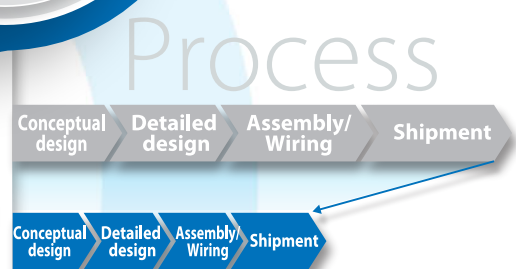 Process
Conceptual
design
Detailed
design
Assembly/
Wiring
Shipment
Conceptual
design
Detailed
design
Assembly/
Wiring
Shipment